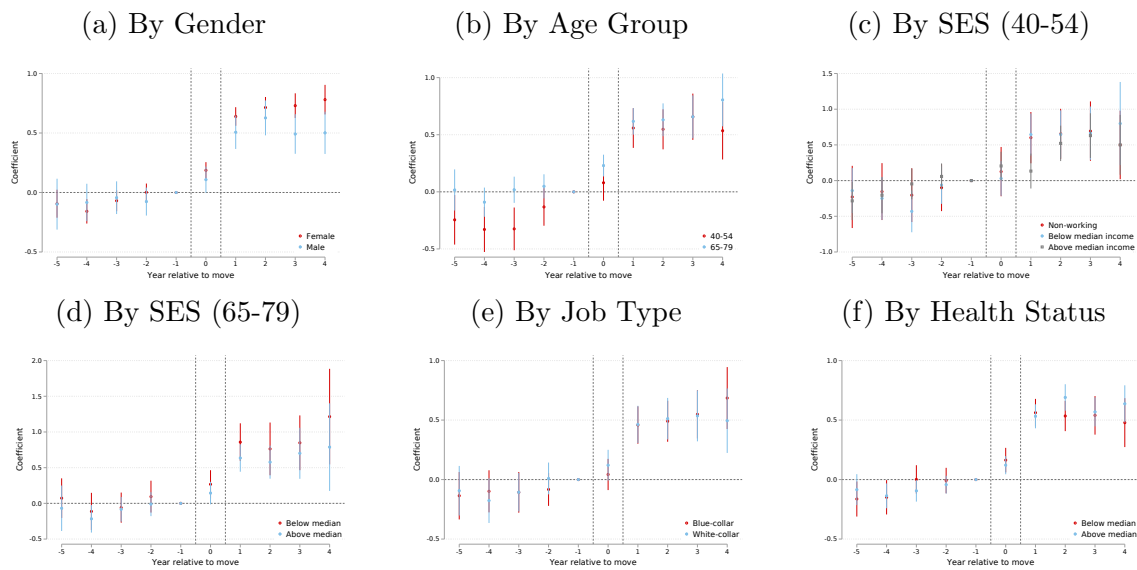 (a) By Gender
(b) By Age Group
(c) By SES (40-54)
1.0
0.5
0.0
-0.5
Coefficient
-5 -4 -3 -2 -1 0 1 2 3 4
Year relative to move
Female
Male
1.0
0.5
0.0
-0.5
Coefficient
-5 -4 -3 -2 -1 0 1 2 3 4
Year relative to move
40-54
65-79
1.5
1.0
0.5
0.0
-0.5
-1.0
Coefficient
-5 -4 -3 -2 -1 0 1 2 3 4
Year relative to move
Non-working
Below median income
Above median income
(d) By SES (65-79)
(e) By Job Type
(f) By Health Status
2.0
1.5
1.0
0.5
0.0
-0.5
Coefficient
-5 -4 -3 -2 -1 0 1 2 3 4
Year relative to move
Below median
Above median
1.0
0.5
0.0
-0.5
Coefficient
-5 -4 -3 -2 -1 0 1 2 3 4
Year relative to move
Blue-collar
White-collar
1.0
0.5
0.0
-0.5
Coefficient
-5 -4 -3 -2 -1 0 1 2 3 4
Year relative to move
Below median
Above median